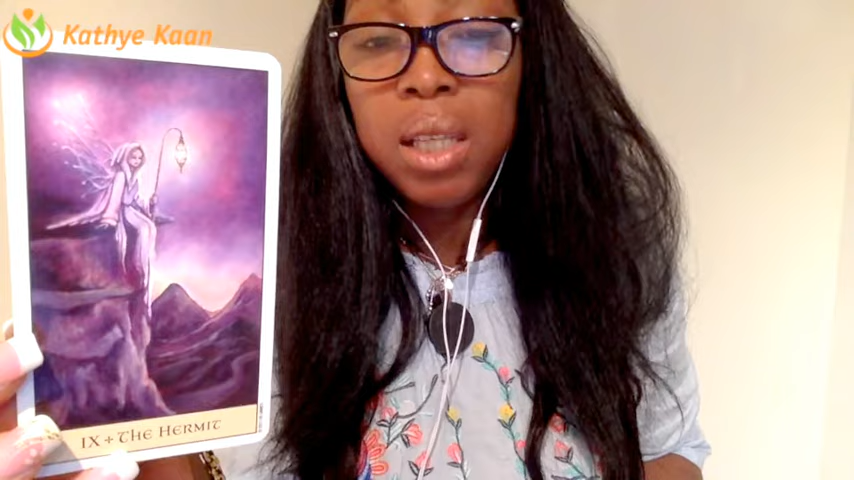 Kathye Kaan
IX + The Hermit